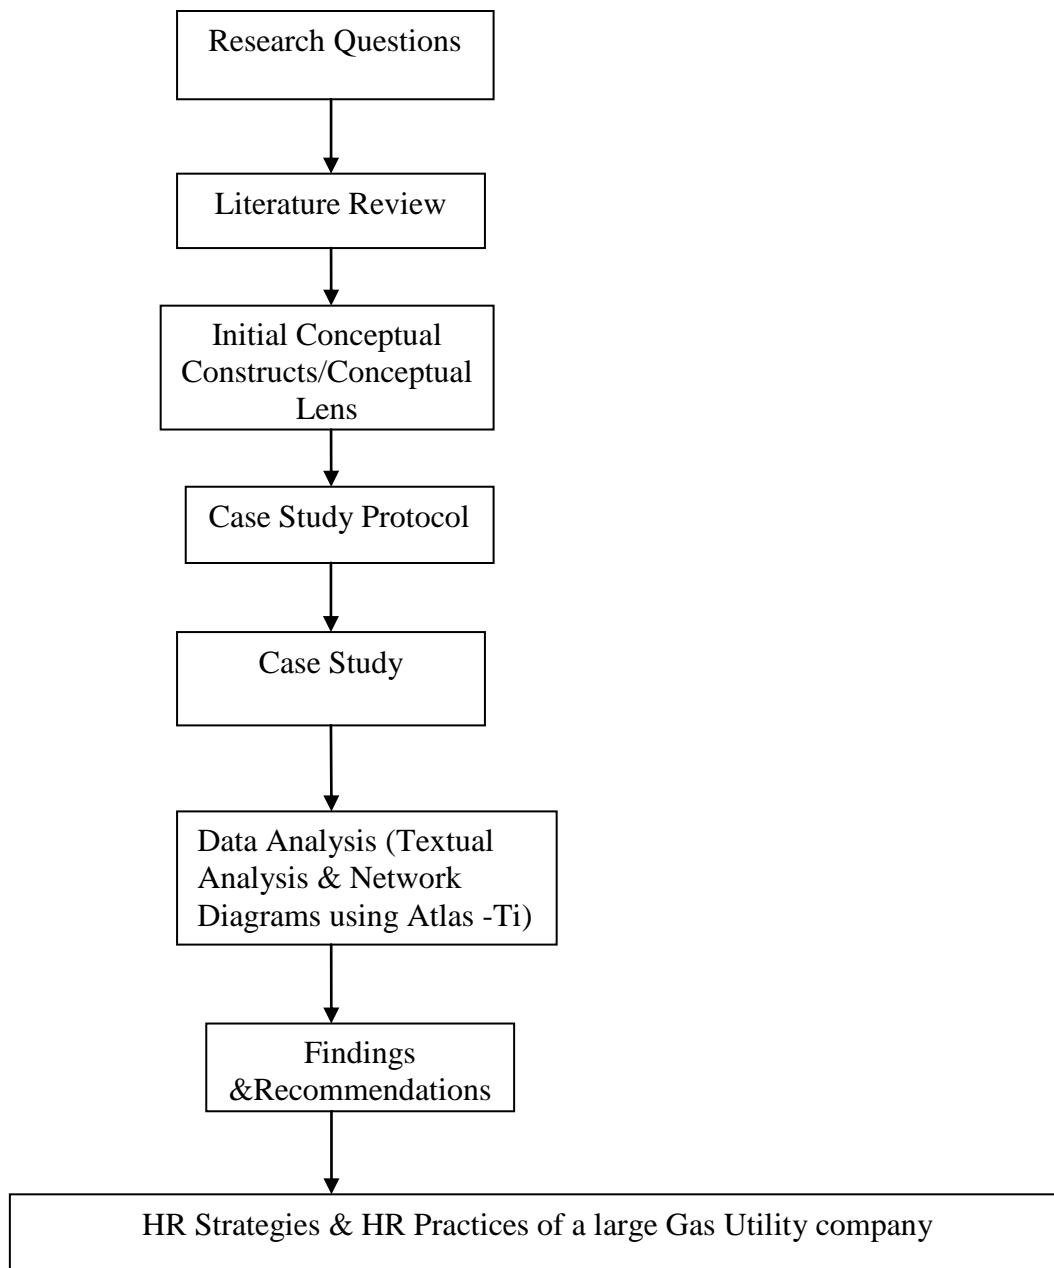 Research Questions
Literature Review
Initial Conceptual
Constructs/Conceptual
Lens
Case Study Protocol
Case Study
Data Analysis (Textual
Analysis & Network
Diagrams using Atlas -Ti)
Findings
&Recommendations
HR Strategies & HR Practices of a large Gas Utility company